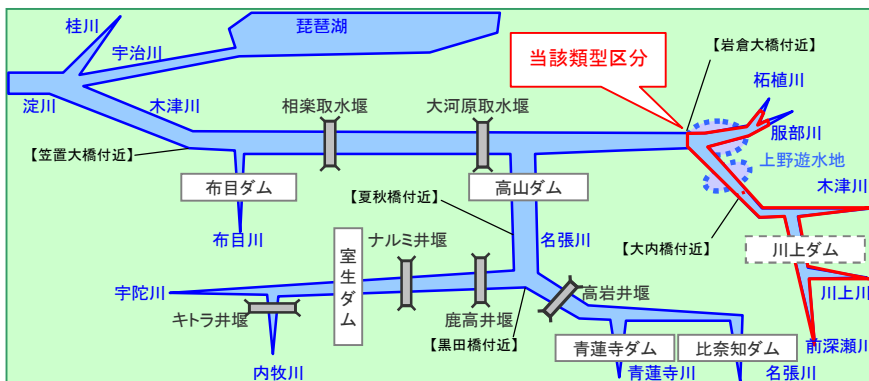 桂川
宇治川
琵琶湖
淀川
木津川
相楽取水堰
大河原取水堰
当該類型区分
【岩倉大橋付近】
柘植川
服部川
上野遊水地
木津川
【笠置大橋付近】
布目ダム
高山ダム
【夏秋橋付近】
【大内橋付近】
布目川
ナルミ井堰
名張川
川上ダム
室生ダム
宇陀川
高岩井堰
川上川
キトラ井堰
鹿高井堰
【黒田橋付近】
青蓮寺ダム
比奈知ダム
前深瀬川
内牧川
青蓮寺川
名張川